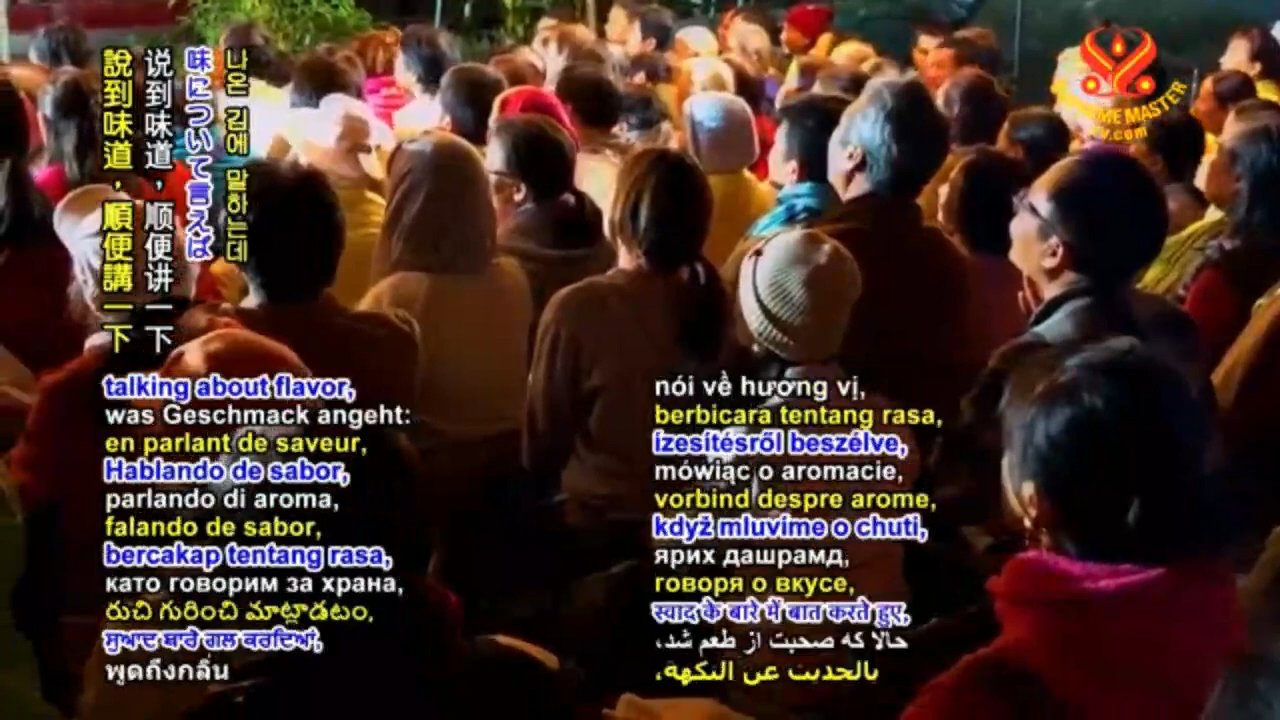 說到味道，順便講一下
说到味道，顺便讲一下
味について言えば
나온 김에 말하는데
talking about flavor,
was Geschmack angeht:
en parlant de saveur,
Hablando de sabor,
parlando di aroma,
falando de sabor,
bercakap tentang rasa,
като говорим за храна,
రుచి గురించి మాట్లాడటం,
ਸੁਆਦ ਬਾਰੇ ਗਲ ਕਰਦਿਆਂ,
พูดถึงกลิ่น
nói về hương vị,
berbicara tentang rasa,
ízesítésről beszélve,
mówiąc o aromacie,
vorbind despre arome,
když mluvíme o chuti,
ярих дашрамд,
говоря о вкусе,
स्वाद के बारे में बात करते हुए,
حالا که صحبت از طعم شد،
بالحديث عن النكهة،
MASTER
TV.com